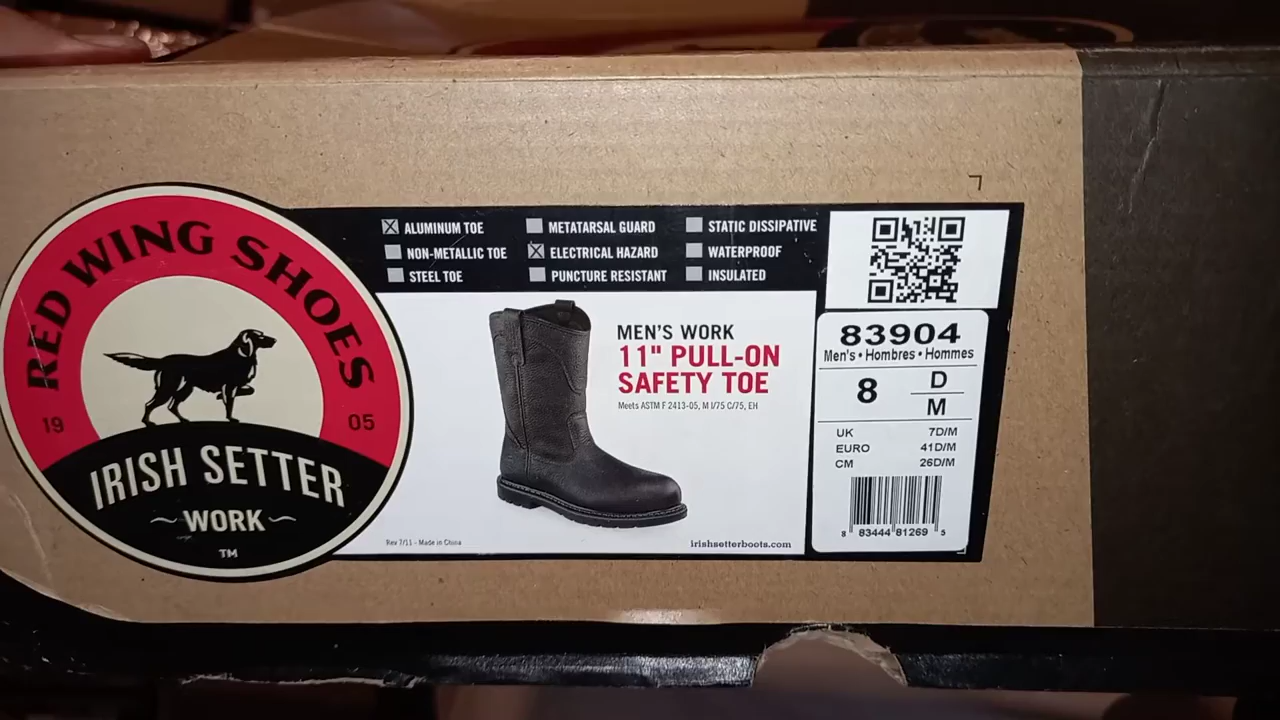 RED WING SHOES
19 05
IRISH SETTER
WORK
TM
ALUMINUM TOE
NON-METALLIC TOE
STEEL TOE
METATARSAL GUARD
ELECTRICAL HAZARD
PUNCTURE RESISTANT
STATIC DISSIPATIVE
WATERPROOF
INSULATED
MEN'S WORK
11" PULL-ON
SAFETY TOE
Meets ASTM F 2413-05, M I/75 C/75, EH
Rev 7/11 - Made in China
irishsetterboots.com
83904
Men's • Hombres • Hommes
8
D
M
UK 7D/M
EURO 41D/M
CM 26D/M
8 83444 81269 5